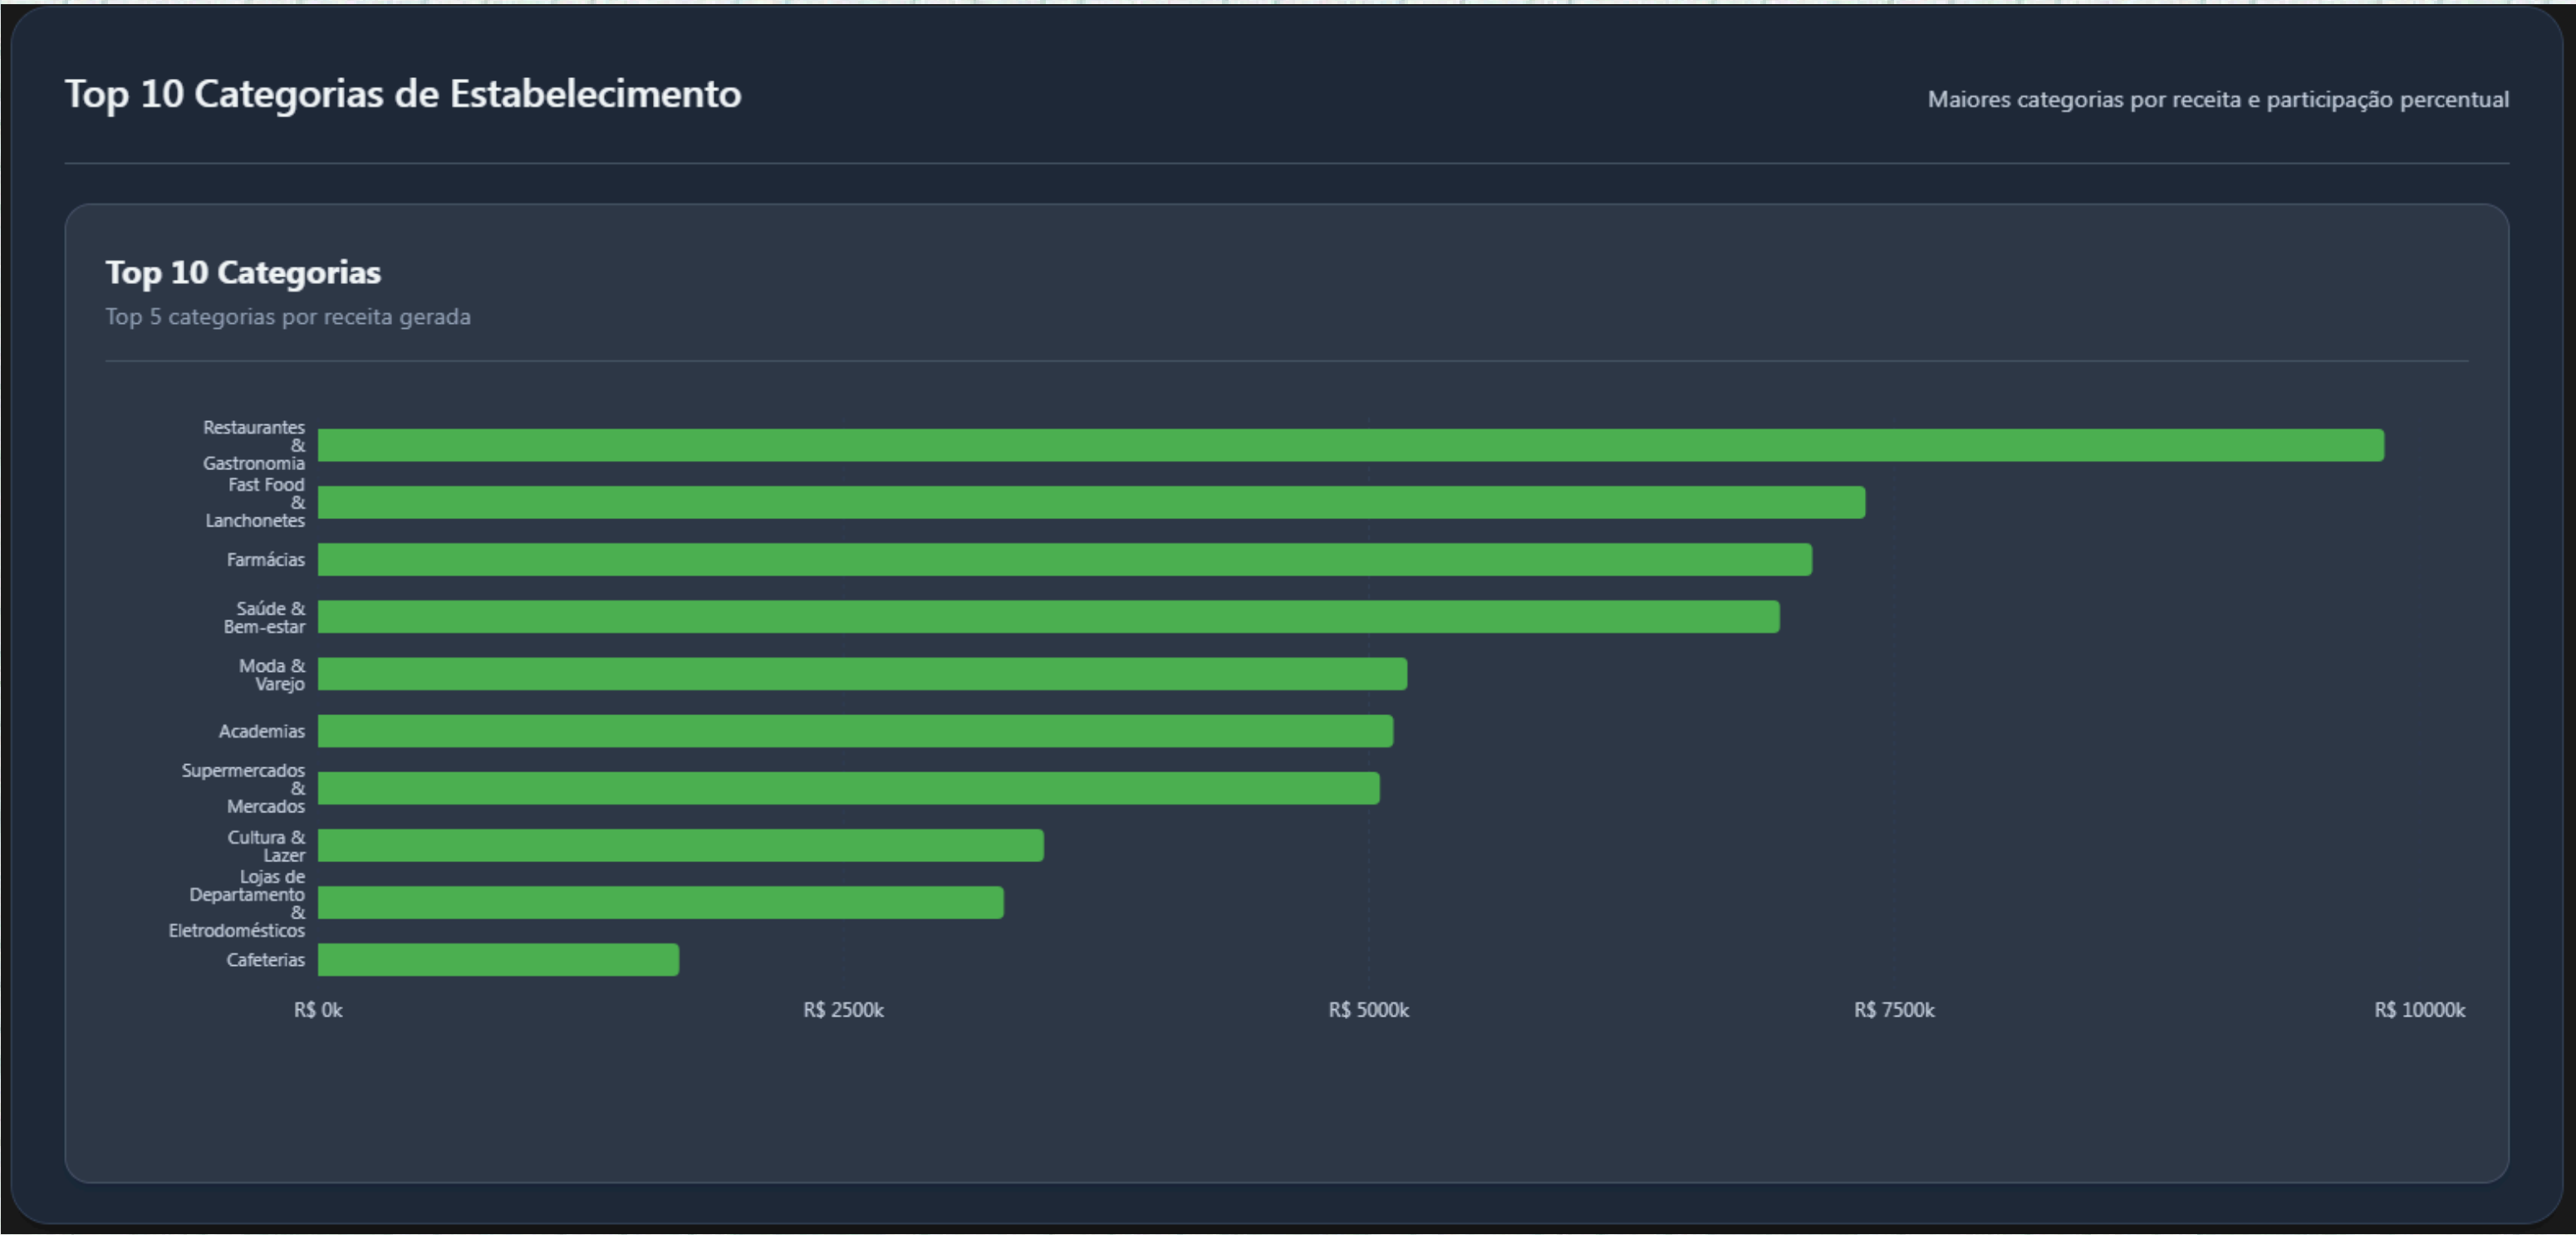 Top 10 Categorias de Estabelecimento
Maiores categorias por receita e participação percentual
Top 10 Categorias
Top 5 categorias por receita gerada
Restaurantes
&
Gastronomia
Fast Food
&
Lanchonetes
Farmácias
Saúde &
Bem-estar
Moda &
Varejo
Academias
Supermercados
&
Mercados
Cultura &
Lazer
Lojas de
Departamento
&
Eletrodomésticos
Cafeterias
R$ 0k
R$ 2500k
R$ 5000k
R$ 7500k
R$ 10000k